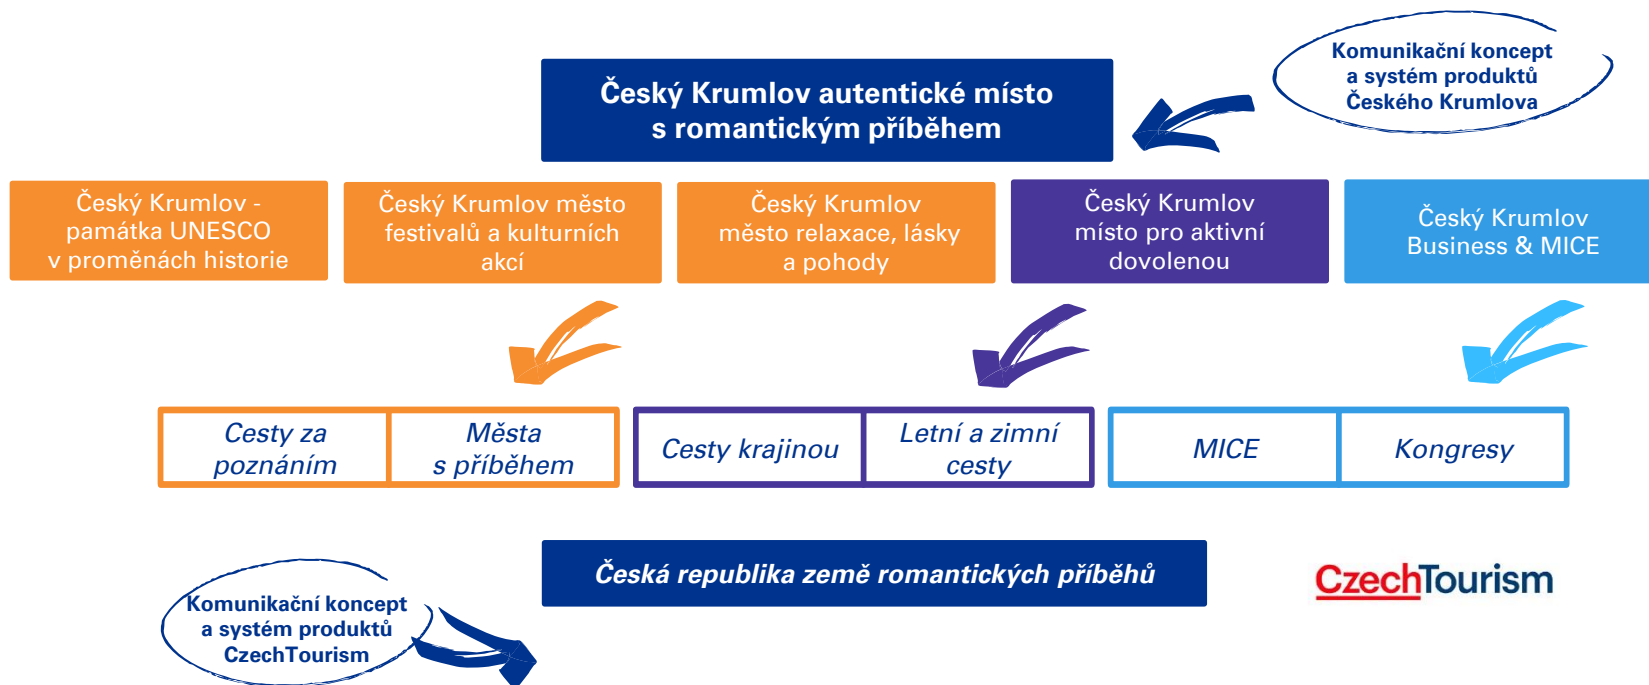 Komunikační koncept
a systém produktů
Českého Krumlova
Český Krumlov autentické místo
s romantickým příběhem
Český Krumlov -
památka UNESCO
v proměnách historie
Český Krumlov město
festivalů a kulturních
akcí
Český Krumlov
město relaxace, lásky
a pohody
Český Krumlov
místo pro aktivní
dovolenou
Český Krumlov
Business & MICE
Cesty za
poznáním
Města
s příběhem
Cesty krajinou
Letní a zimní
cesty
MICE
Kongresy
Česká republika země romantických příběhů
CzechTourism
Komunikační koncept
a systém produktů
CzechTourism